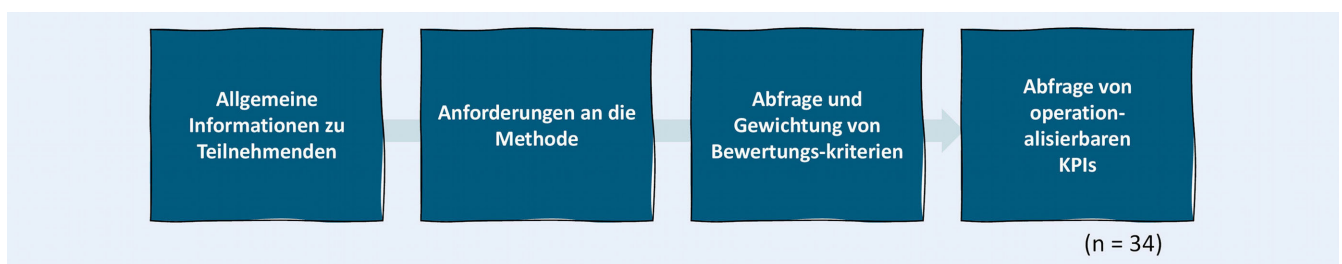 Allgemeine
Informationen zu
Teilnehmenden
Anforderungen an die
Methode
Abfrage und
Gewichtung von
Bewertungs-kriterien
Abfrage von
operation-
alisierbaren
KPIs
(n = 34)